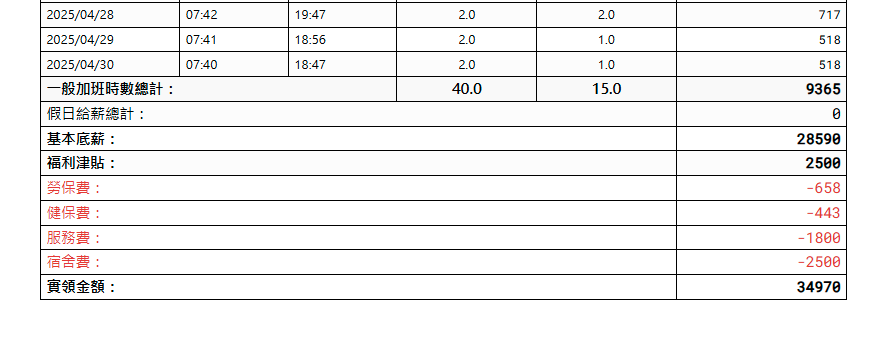 2025/04/28 07:42 19:47 2.0 2.0 717
2025/04/29 07:41 18:56 2.0 1.0 518
2025/04/30 07:40 18:47 2.0 1.0 518
一般加班時數總計： 40.0 15.0 9365
假日給薪總計： 0
基本底薪： 28590
福利津貼： 2500
勞保費： -658
健保費： -443
服務費： -1800
宿舍費： -2500
實領金額： 34970